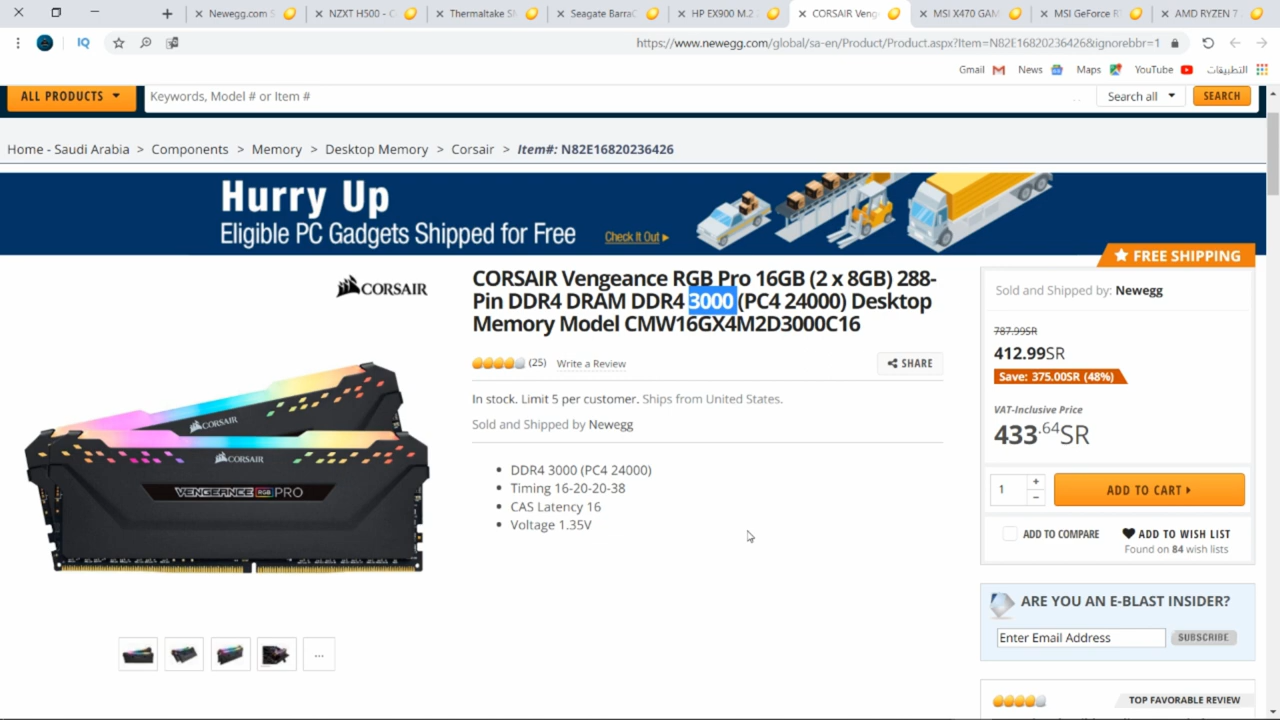 Newegg.com S
NZXT H500 - C
Thermaltake S
Seagate BarraC
HP EX900 M.2
CORSAIR Veng
MSI X470 GAM
MSI GeForce R
AMD RYZEN 7
IQ
https://www.newegg.com/global/sa-en/Product/Product.aspx?Item=N82E16820236426&ignorebbr=1
Gmail
News
Maps
YouTube
التطبيقات
ALL PRODUCTS
Keywords, Model # or Item #
Search all
SEARCH
Home - Saudi Arabia > Components > Memory > Desktop Memory > Corsair > Item#: N82E16820236426
Hurry Up
Eligible PC Gadgets Shipped for Free
Check It Out
FREE SHIPPING
CORSAIR
CORSAIR Vengeance RGB Pro 16GB (2 x 8GB) 288-
Pin DDR4 DRAM DDR4 3000 (PC4 24000) Desktop
Memory Model CMW16GX4M2D3000C16
(25) Write a Review
SHARE
In stock. Limit 5 per customer. Ships from United States.
Sold and Shipped by Newegg
DDR4 3000 (PC4 24000)
Timing 16-20-20-38
CAS Latency 16
Voltage 1.35V
CORSAIR
CORSAIR
VENGEANCE RGB PRO
...
Sold and Shipped by: Newegg
787.99SR
412.99SR
Save: 375.00SR (48%)
VAT-Inclusive Price
433.64SR
1
+
-
ADD TO CART
ADD TO COMPARE
ADD TO WISH LIST
Found on 84 wish lists
ARE YOU AN E-BLAST INSIDER?
Enter Email Address
SUBSCRIBE
TOP FAVORABLE REVIEW